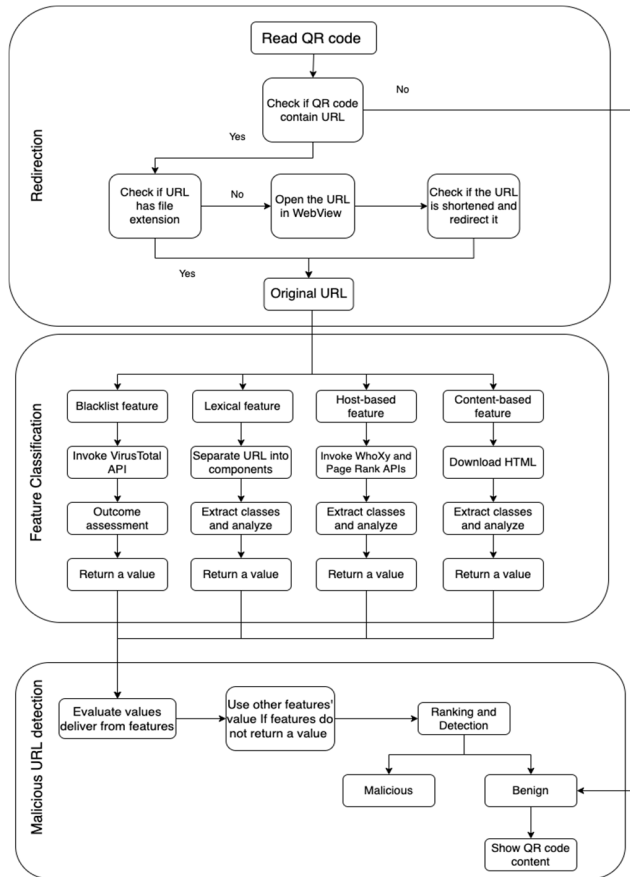 Redirection
Read QR code
Check if QR code
contain URL
No
Yes
Check if URL
has file
extension
No
Open the URL
in WebView
Check if the URL
is shortened and
redirect it
Yes
Original URL
Feature Classification
Blacklist feature
Lexical feature
Host-based
feature
Content-based
feature
Invoke VirusTotal
API
Separate URL into
components
Invoke WhoXy and
Page Rank APIs
Download HTML
Outcome
assessment
Extract classes
and analyze
Extract classes
and analyze
Extract classes
and analyze
Return a value
Return a value
Return a value
Return a value
Malicious URL detection
Evaluate values
deliver from features
Use other features'
value If features do
not return a value
Ranking and
Detection
Malicious
Benign
Show QR code
content